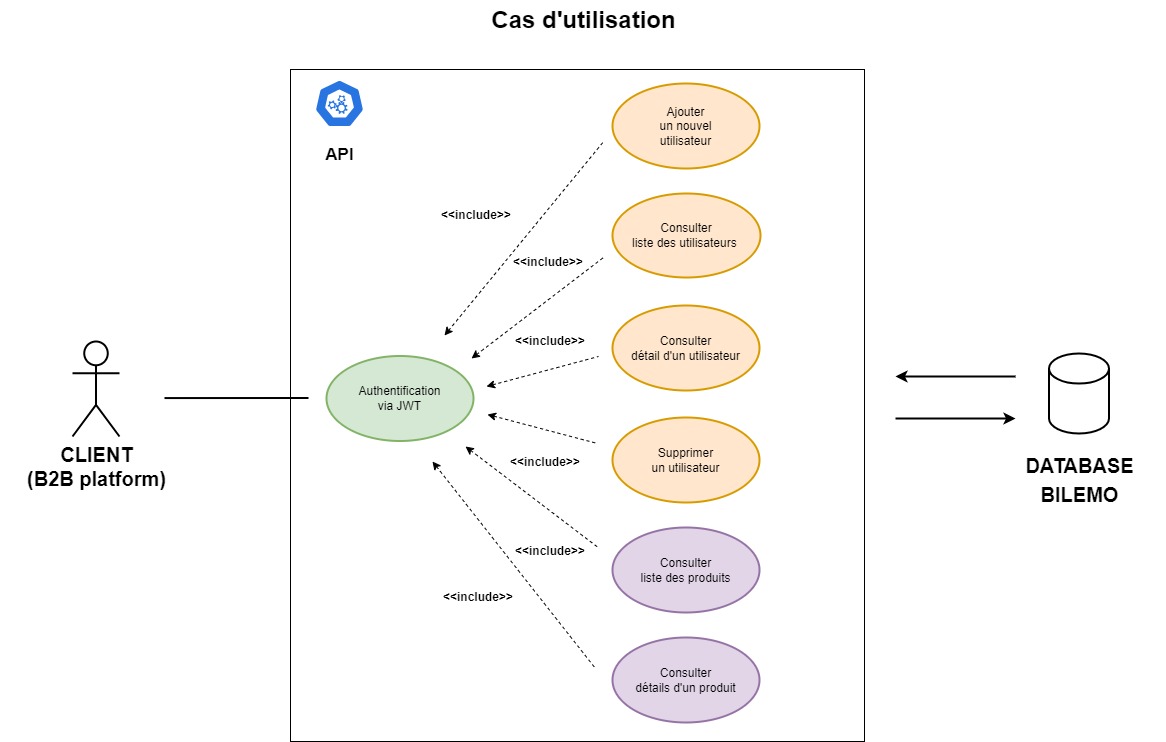 Cas d'utilisation
API
Ajouter
un nouvel
utilisateur
<<include>>
Consulter
liste des utilisateurs
<<include>>
Consulter
détail d'un utilisateur
<<include>>
Authentification
via JWT
CLIENT
(B2B platform)
Supprimer
un utilisateur
<<include>>
DATABASE
BILEMO
Consulter
liste des produits
<<include>>
<<include>>
Consulter
détails d'un produit